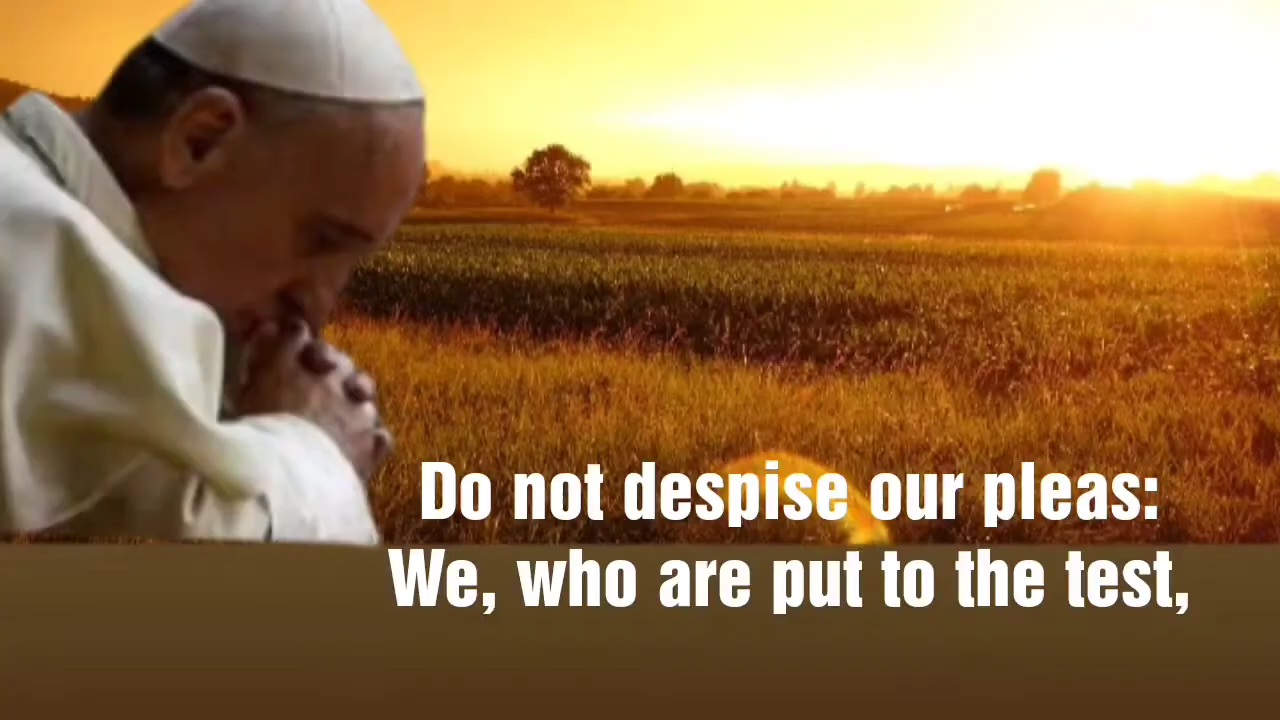 Do not despise our pleas:
We, who are put to the test,